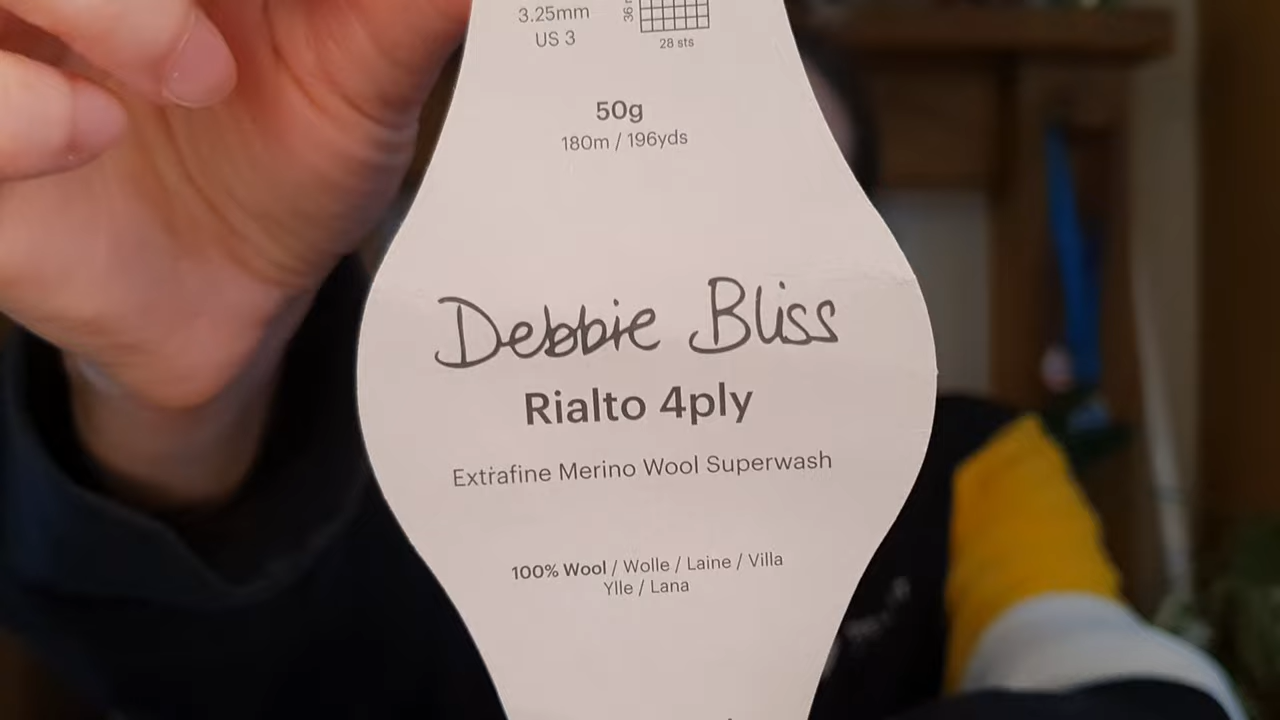 3.25mm
US 3
36
28 sts
50g
180m / 196yds
Debbie Bliss
Rialto 4ply
Extrafine Merino Wool Superwash
100% Wool / Wolle / Laine / Villa
Ylle / Lana